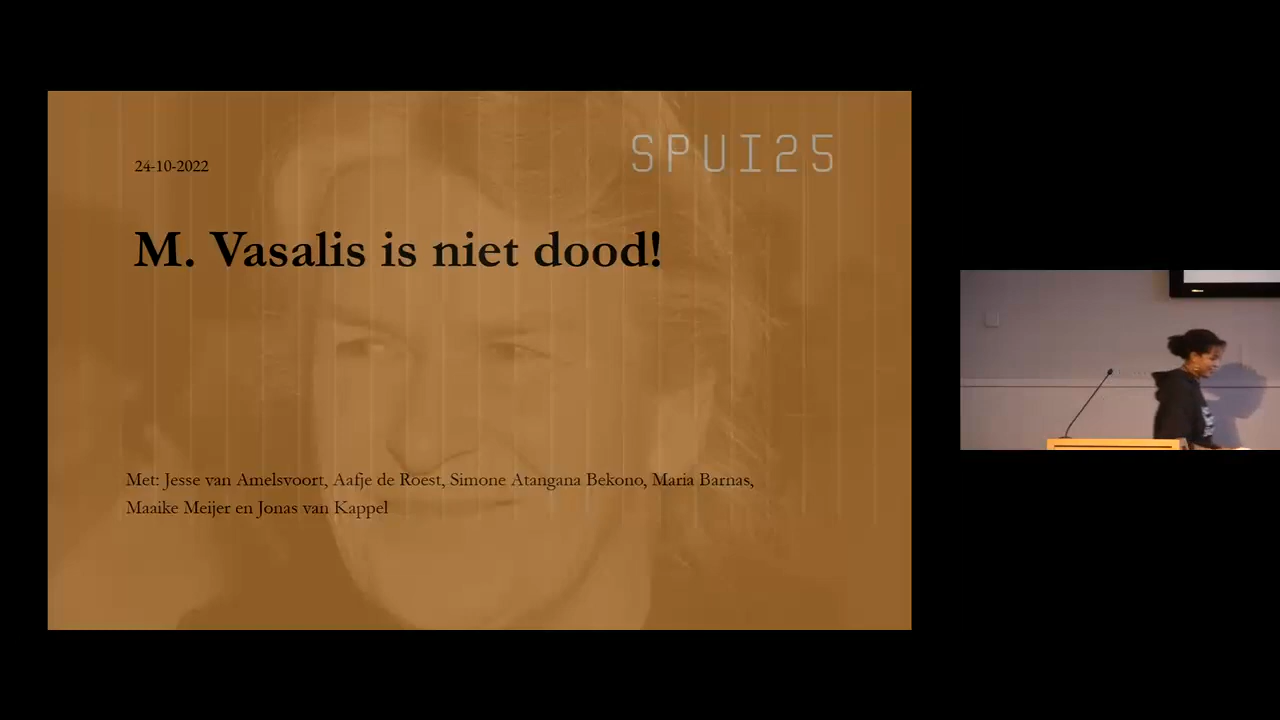 SPUI25
24-10-2022
M. Vasalis is niet dood!
Met: Jesse van Amelsvoort, Aafje de Roest, Simone Atangana Bekono, Maria Barnas,
Maaike Meijer en Jonas van Kappel